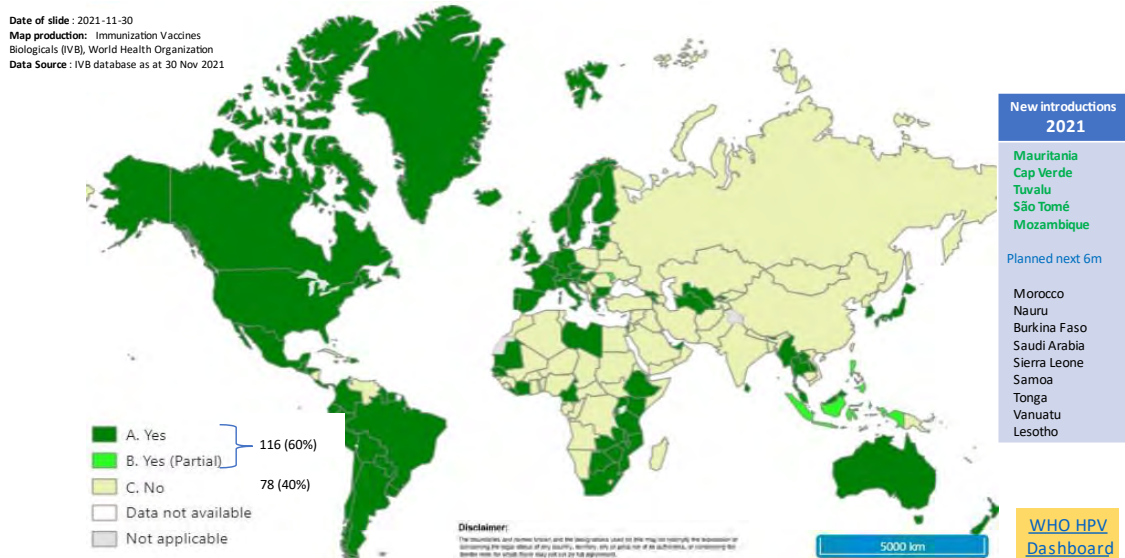 Date of slide : 2021-11-30
Map production: Immunization Vaccines
Biologicals (IVB), World Health Organization
Data Source : IVB database as at 30 Nov 2021
New introductions
2021
Mauritania
Cap Verde
Tuvalu
São Tomé
Mozambique
Planned next 6m
Morocco
Nauru
Burkina Faso
Saudi Arabia
Sierra Leone
Samoa
Tonga
Vanuatu
Lesotho
A. Yes
B. Yes (Partial)
116 (60%)
C. No
78 (40%)
Data not available
Not applicable
Disclaimer:
5000 km
WHO HPV
Dashboard